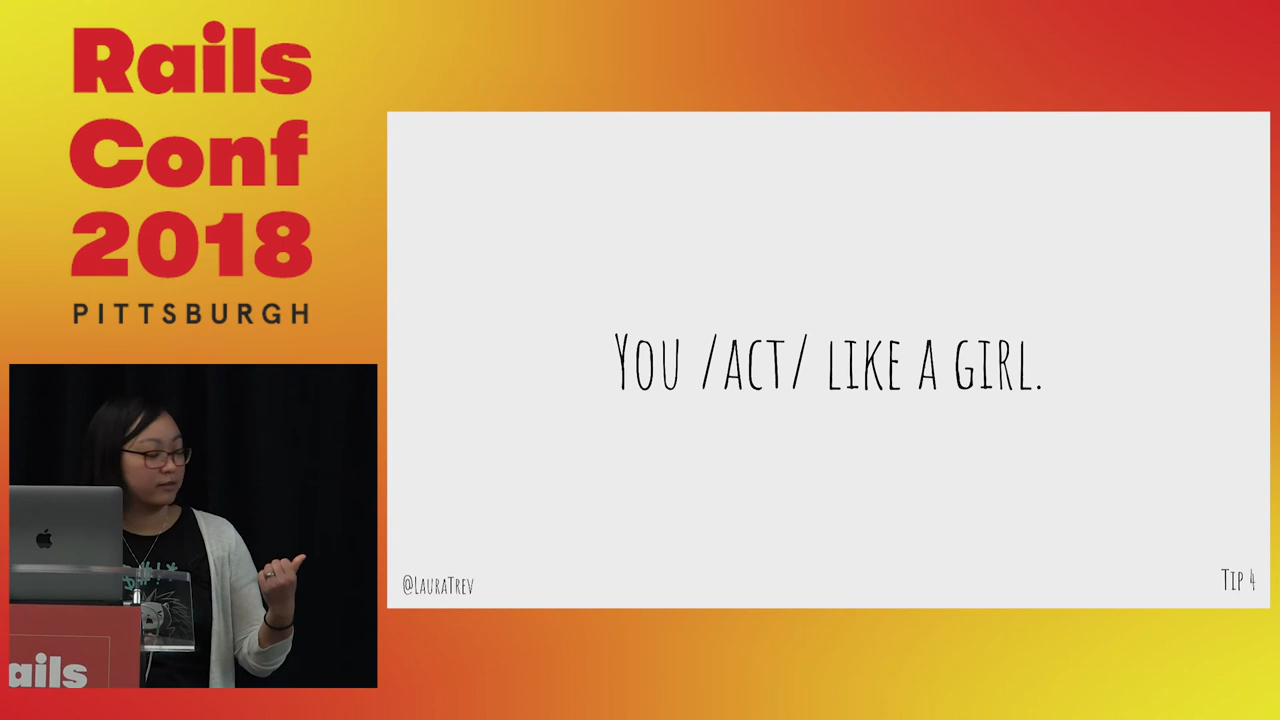 Rails
Conf
2018
PITTSBURGH
You /act/ like a girl.
@LauraTrev
Tip 4
ails